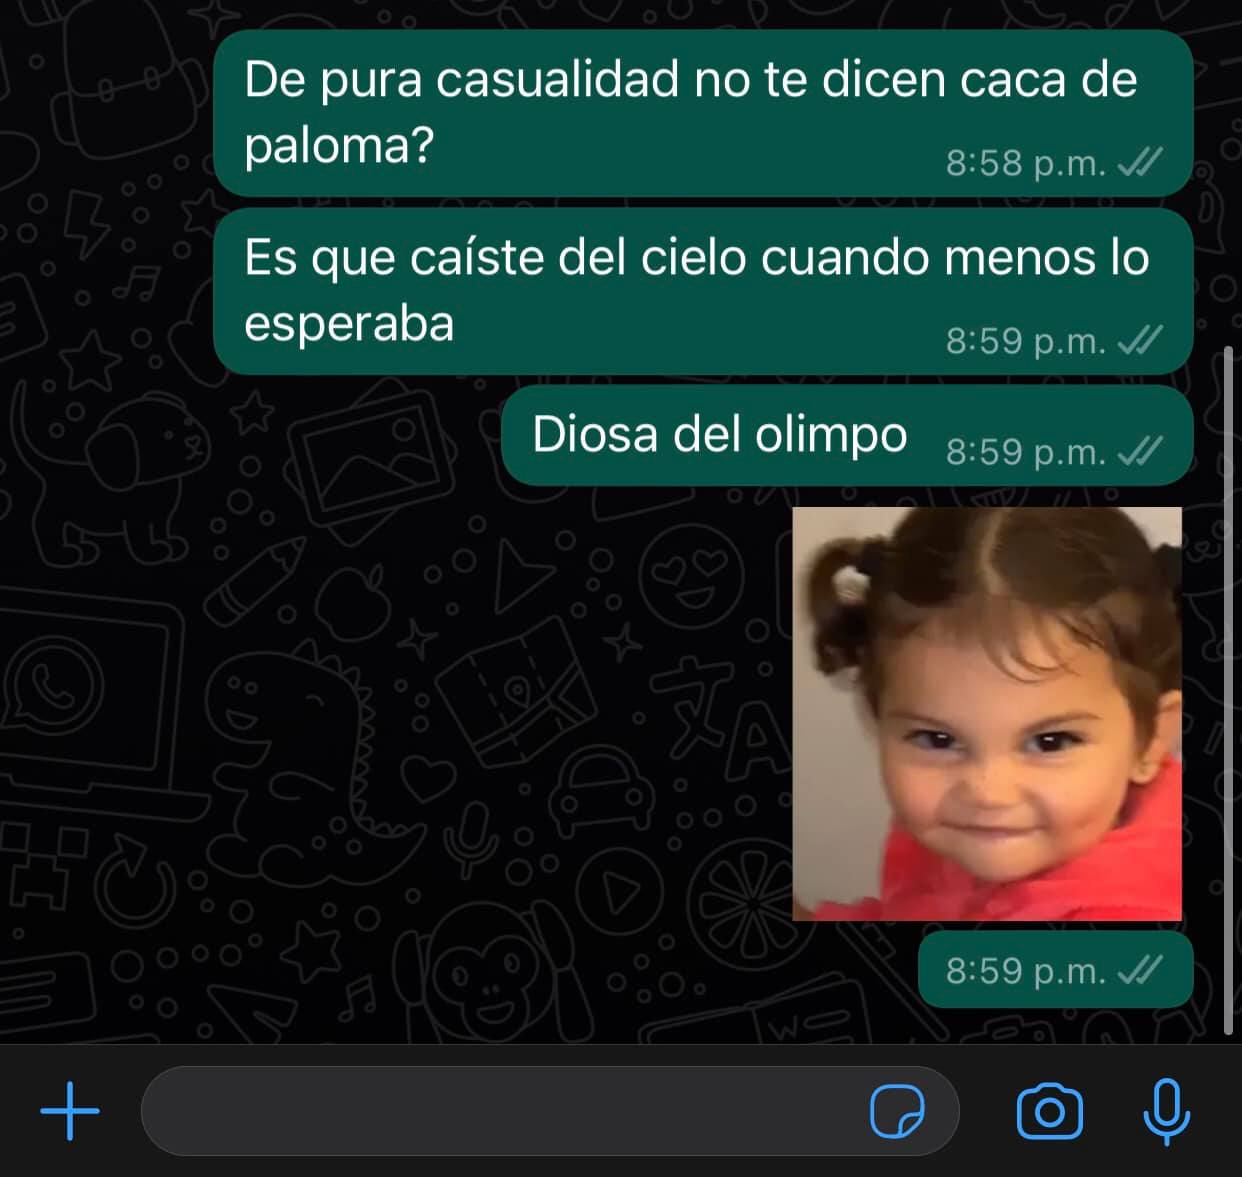 De pura casualidad no te dicen caca de
paloma?
8:58 p.m.
Es que caíste del cielo cuando menos lo
esperaba
8:59 p.m.
Diosa del olimpo 8:59 p.m.
8:59 p.m.